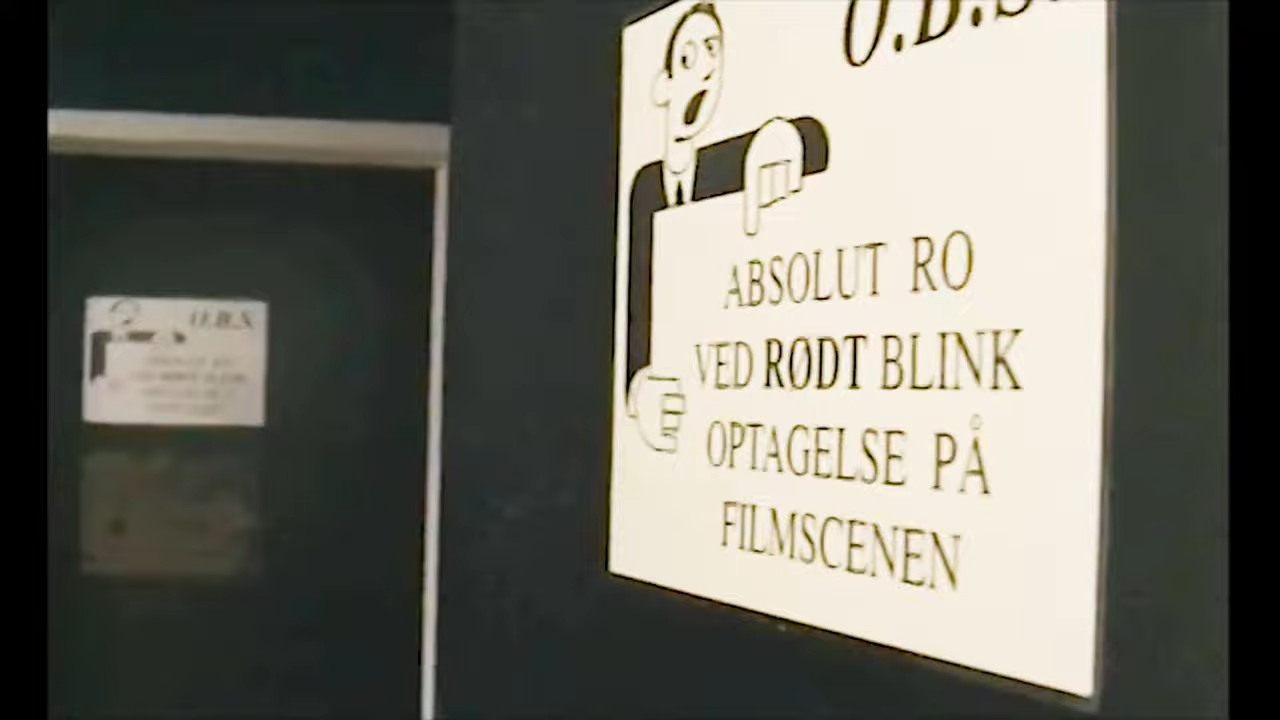 O.B.S.
ABSOLUT RO
VED RØDT BLINK
OPTAGELSE PÅ
FILMSCENEN
O.B.S.